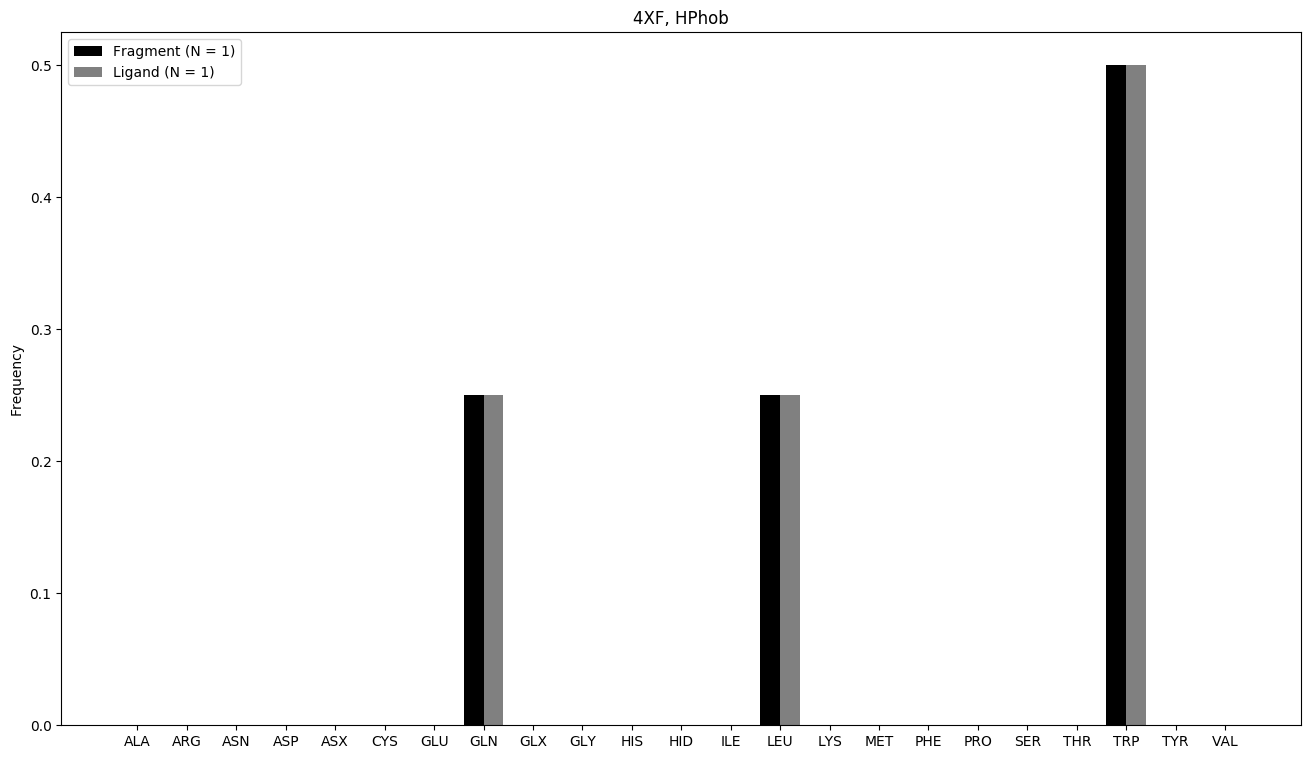 4XF, HPhob
Fragment (N = 1)
Ligand (N = 1)
0.5
0.4
0.3
0.2
0.1
0.0
Frequency
ALA ARG ASN ASP ASX CYS GLU GLN GLX GLY HIS HID ILE LEU LYS MET PHE PRO SER THR TRP TYR VAL